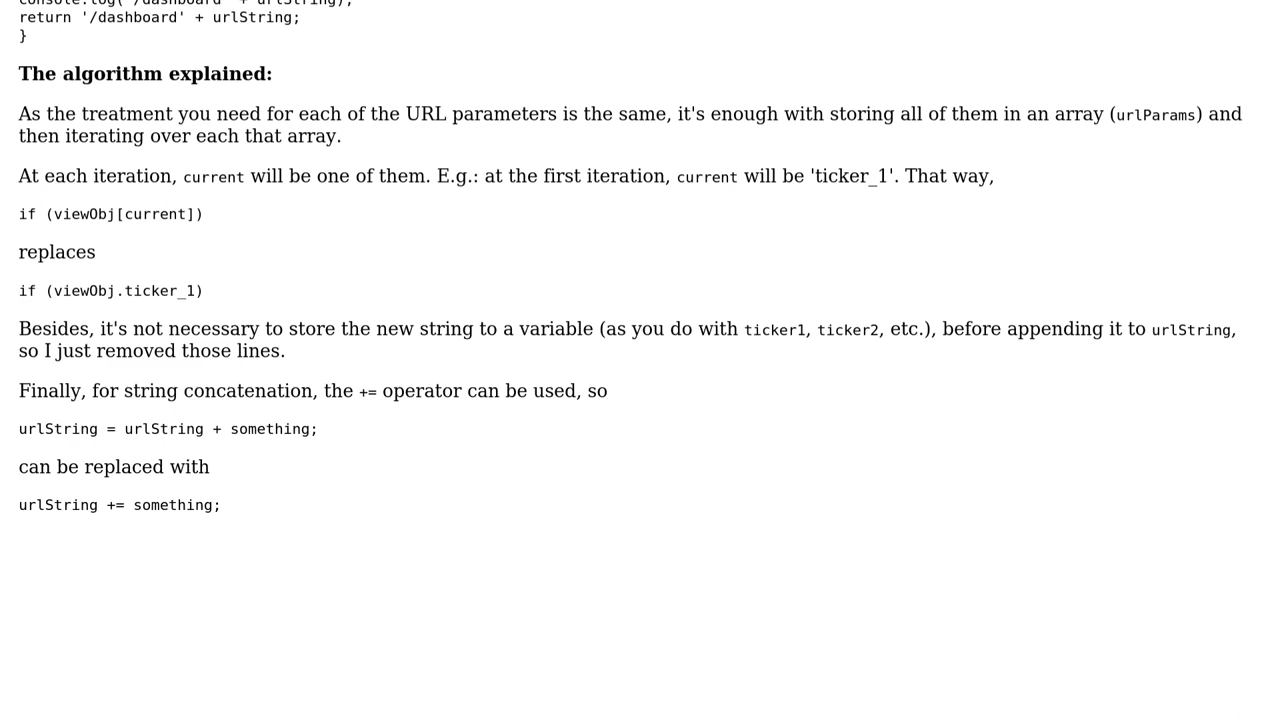 console.log('/dashboard' + urlString);
return '/dashboard' + urlString;
}
The algorithm explained:
As the treatment you need for each of the URL parameters is the same, it's enough with storing all of them in an array (urlParams) and
then iterating over each that array.
At each iteration, current will be one of them. E.g.: at the first iteration, current will be 'ticker_1'. That way,
if (viewObj[current])
replaces
if (viewObj.ticker_1)
Besides, it's not necessary to store the new string to a variable (as you do with ticker1, ticker2, etc.), before appending it to urlString,
so I just removed those lines.
Finally, for string concatenation, the += operator can be used, so
urlString = urlString + something;
can be replaced with
urlString += something;